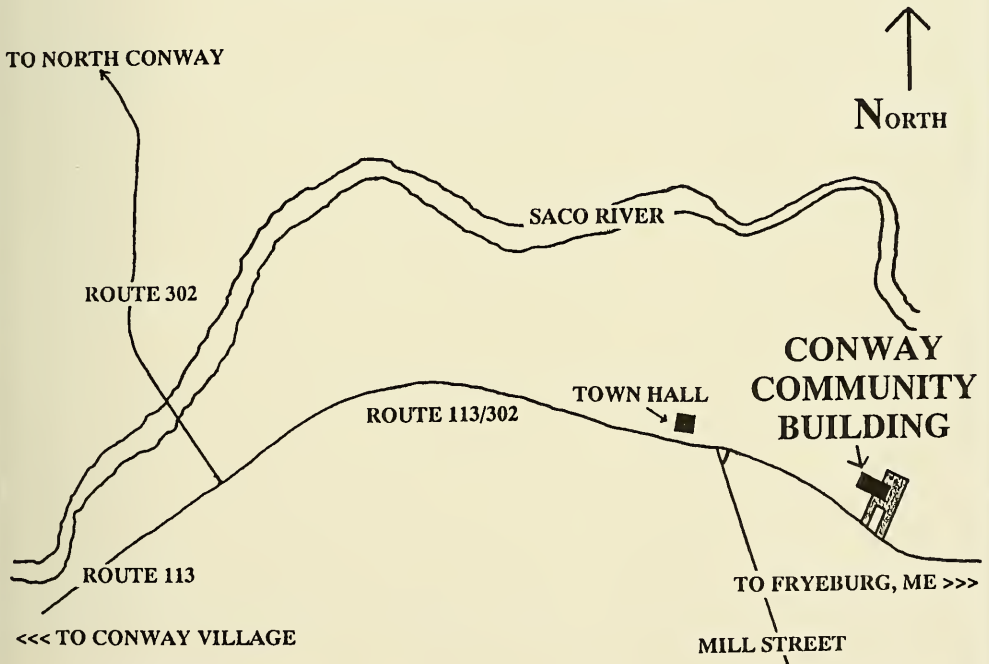 TO NORTH CONWAY
NORTH
SACO RIVER
ROUTE 302
CONWAY
COMMUNITY
BUILDING
TOWN HALL
ROUTE 113/302
ROUTE 113
TO FRYEBURG, ME >>>
<<< TO CONWAY VILLAGE
MILL STREET